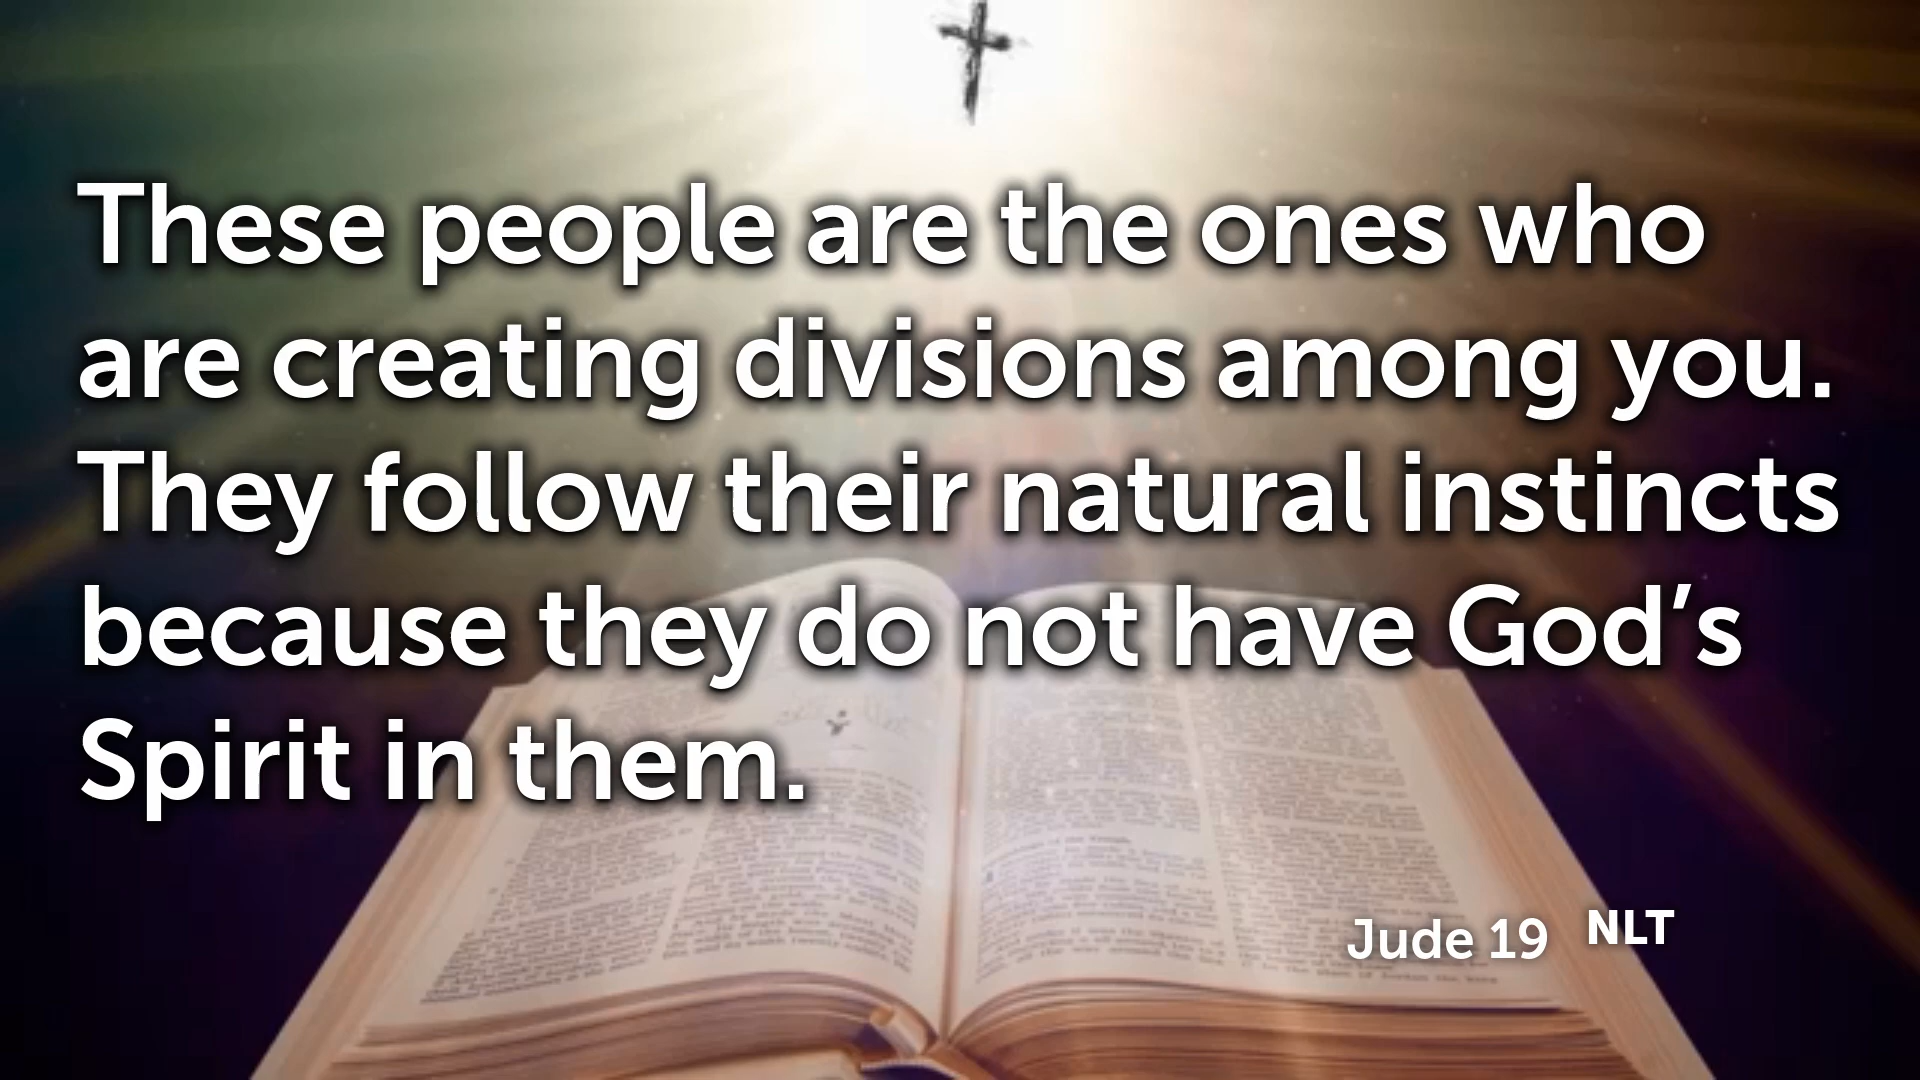 These people are the ones who
are creating divisions among you.
They follow their natural instincts
because they do not have God’s
Spirit in them.
Jude 19 NLT